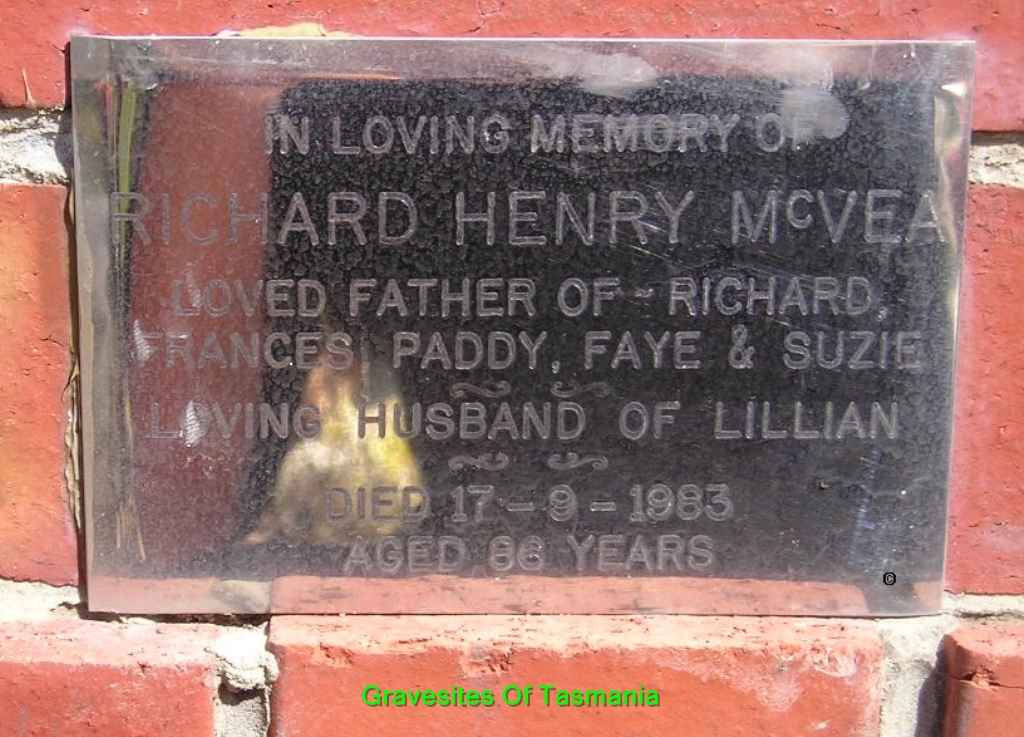 IN LOVING MEMORY OF
RICHARD HENRY McVEA
LOVED FATHER OF - RICHARD,
FRANCES, PADDY, FAYE & SUZIE
LOVING HUSBAND OF LILLIAN
DIED 17 - 9 - 1983
AGED 86 YEARS
©
Gravesites Of Tasmania